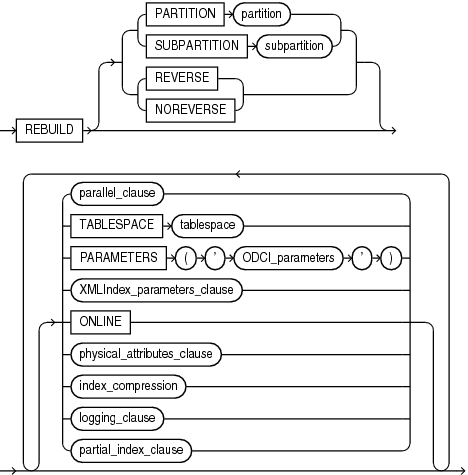 PARTITION partition
SUBPARTITION subpartition
REVERSE
NOREVERSE
REBUILD
parallel_clause
TABLESPACE tablespace
PARAMETERS ( ' ODCI_parameters ' )
XMLIndex_parameters_clause
ONLINE
physical_attributes_clause
index_compression
logging_clause
partial_index_clause